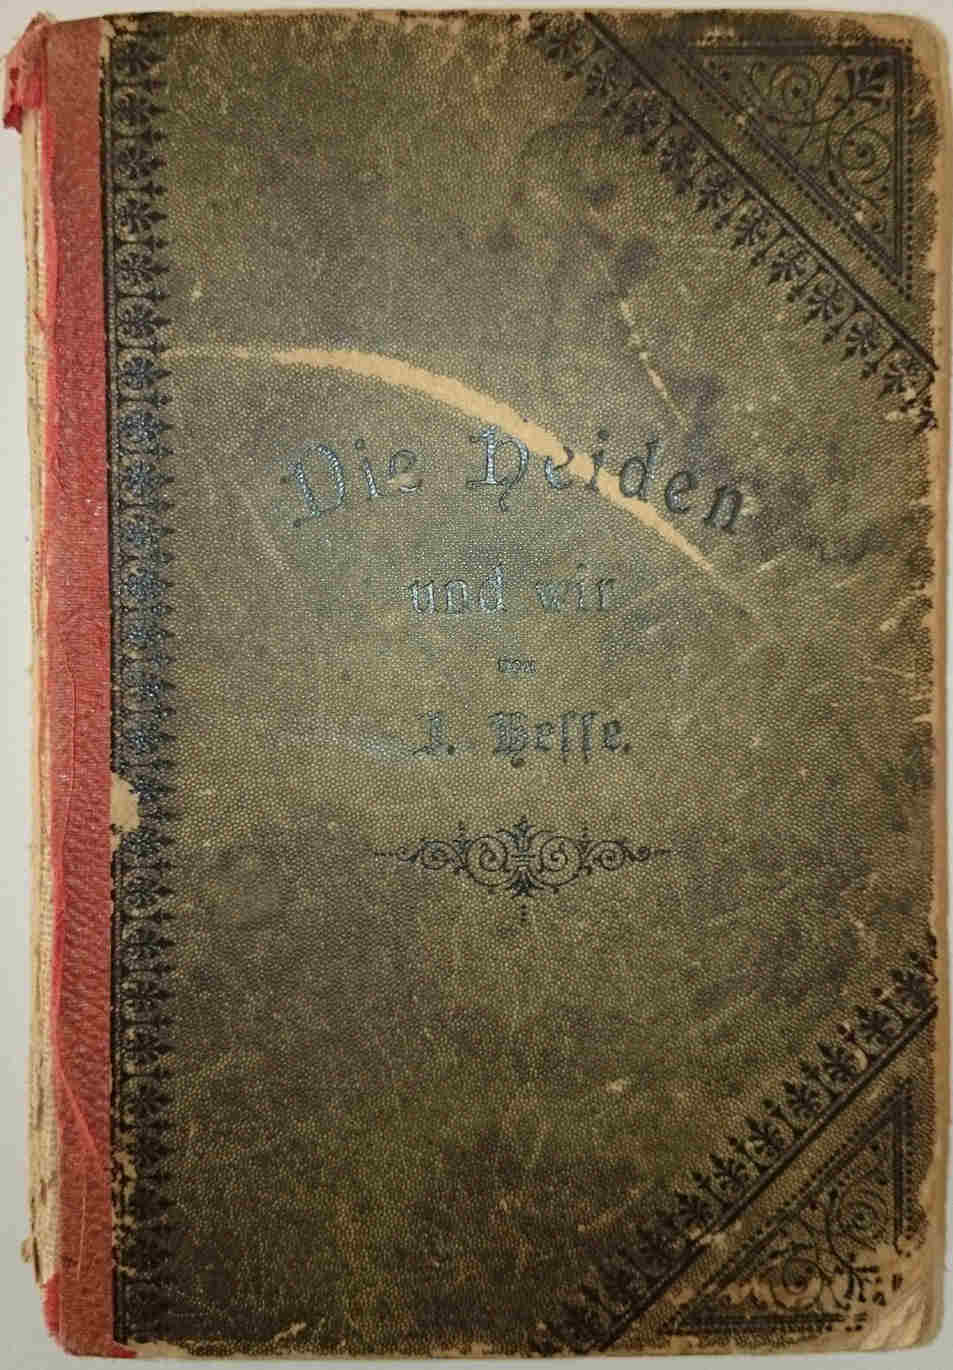 Die Heiden
und wir
von
J. Hesse.